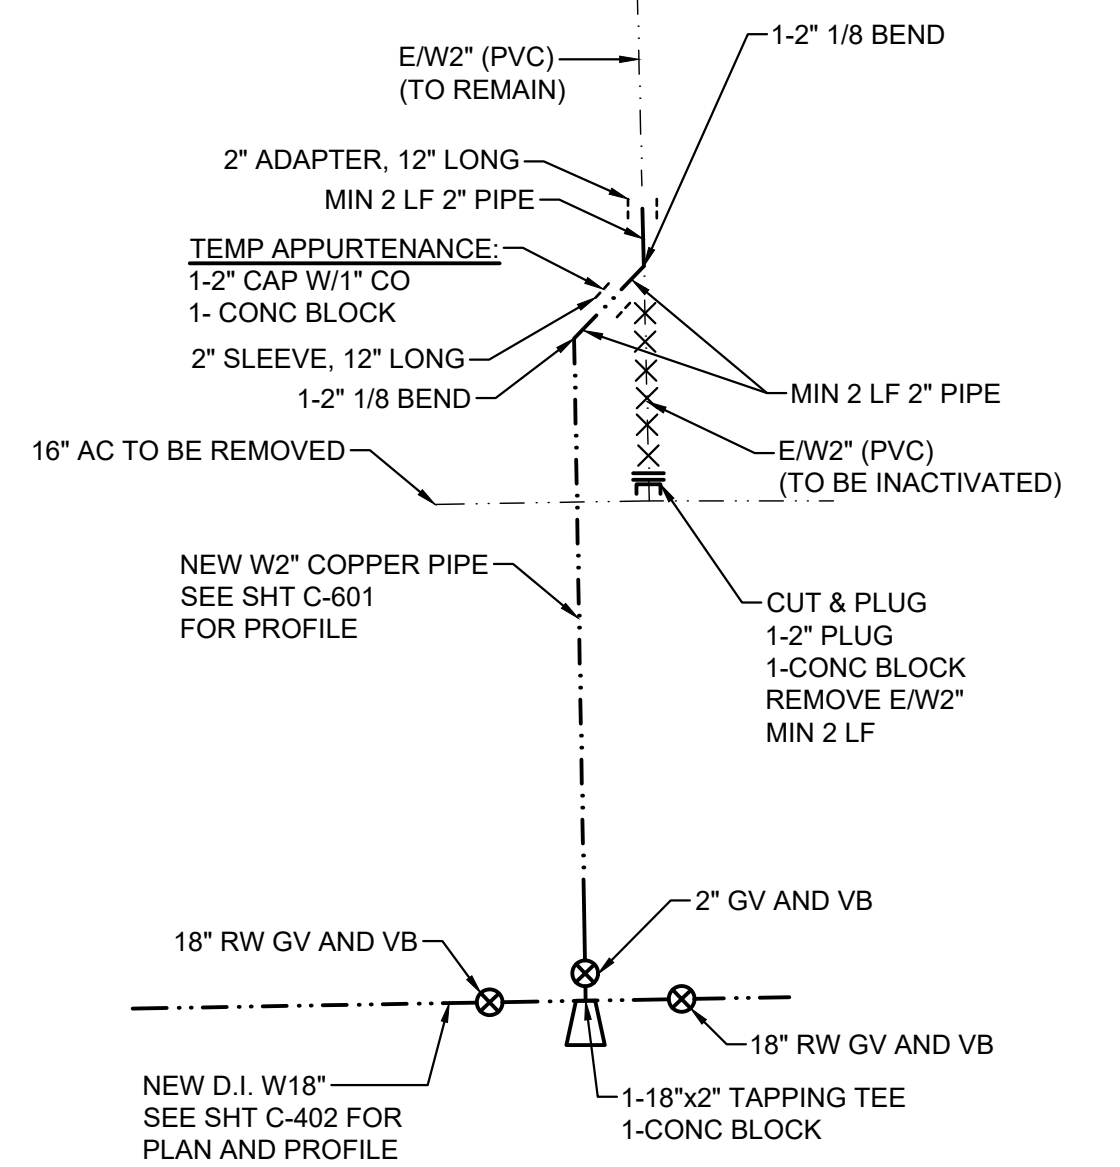 1-2" 1/8 BEND
E/W2" (PVC)
(TO REMAIN)
2" ADAPTER, 12" LONG
MIN 2 LF 2" PIPE
TEMP APPURTENANCE:
1-2" CAP W/1" CO
1- CONC BLOCK
2" SLEEVE, 12" LONG
1-2" 1/8 BEND
MIN 2 LF 2" PIPE
16" AC TO BE REMOVED
E/W2" (PVC)
(TO BE INACTIVATED)
NEW W2" COPPER PIPE
SEE SHT C-601
FOR PROFILE
CUT & PLUG
1-2" PLUG
1-CONC BLOCK
REMOVE E/W2"
MIN 2 LF
2" GV AND VB
18" RW GV AND VB
18" RW GV AND VB
NEW D.I. W18"
SEE SHT C-402 FOR
PLAN AND PROFILE
1-18"x2" TAPPING TEE
1-CONC BLOCK